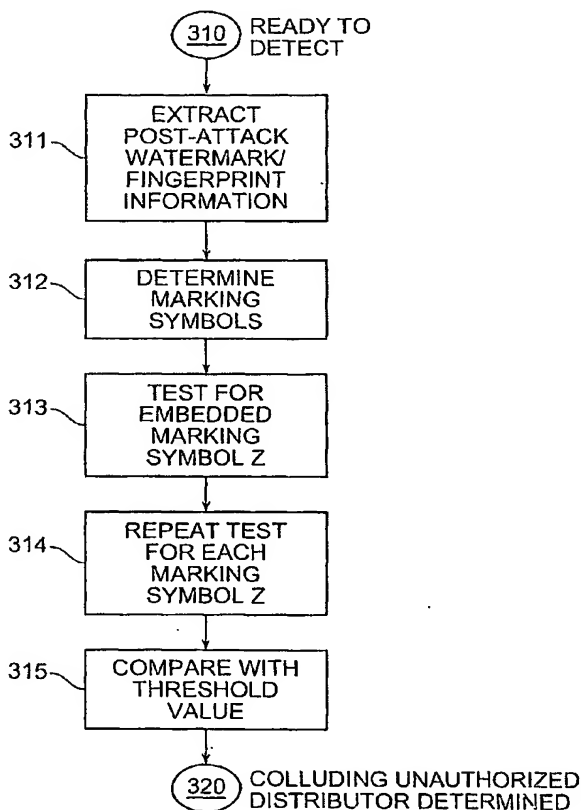 310 READY TO
DETECT
311
EXTRACT
POST-ATTACK
WATERMARK/
FINGERPRINT
INFORMATION
312
DETERMINE
MARKING
SYMBOLS
313
TEST FOR
EMBEDDED
MARKING
SYMBOL Z
314
REPEAT TEST
FOR EACH
MARKING
SYMBOL Z
315
COMPARE WITH
THRESHOLD
VALUE
320 COLLUDING UNAUTHORIZED
DISTRIBUTOR DETERMINED